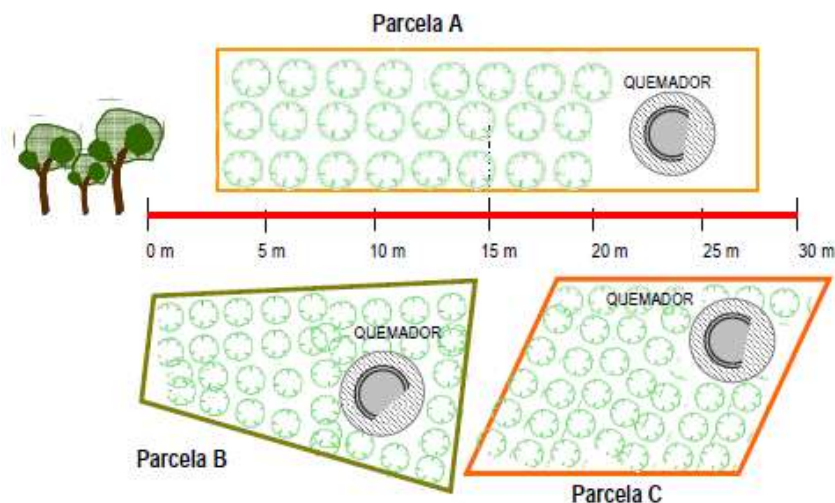 Parcela A
QUEMADOR
0 m 5 m 10 m 15 m 20 m 25 m 30 m
QUEMADOR
QUEMADOR
Parcela B
Parcela C